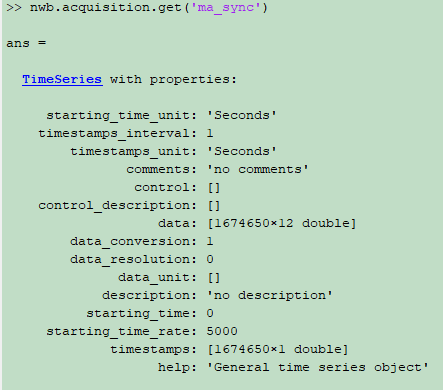 >> nwb.acquisition.get('ma_sync')
ans =
TimeSeries with properties:
starting_time_unit: 'Seconds'
timestamps_interval: 1
timestamps_unit: 'Seconds'
comments: 'no comments'
control: []
control_description: []
data: [1674650×12 double]
data_conversion: 1
data_resolution: 0
data_unit: []
description: 'no description'
starting_time: 0
starting_time_rate: 5000
timestamps: [1674650×1 double]
help: 'General time series object'